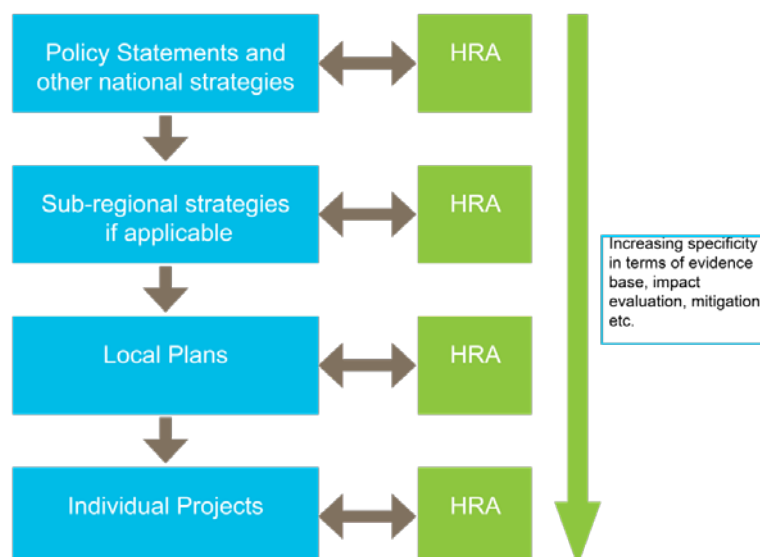 Policy Statements and
other national strategies
HRA
Sub-regional strategies
if applicable
HRA
Increasing specificity
in terms of evidence
base, impact
evaluation, mitigation
etc.
Local Plans
HRA
Individual Projects
HRA